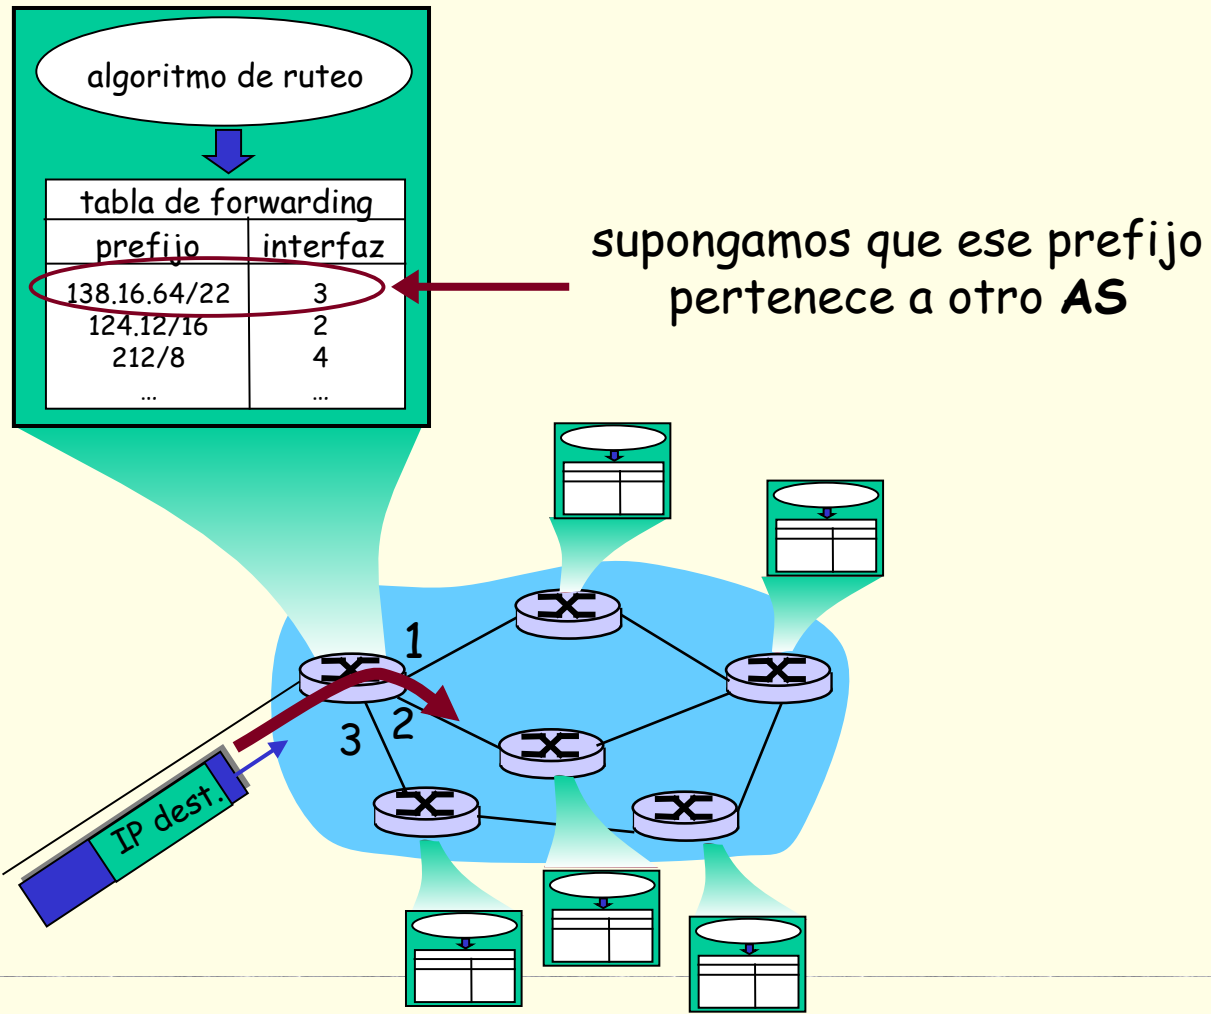 algoritmo de ruteo
tabla de forwarding
prefijo interfaz
138.16.64/22 3
124.12/16 2
212/8 4
... ...
supongamos que ese prefijo
pertenece a otro AS
1
2
3
IP dest.